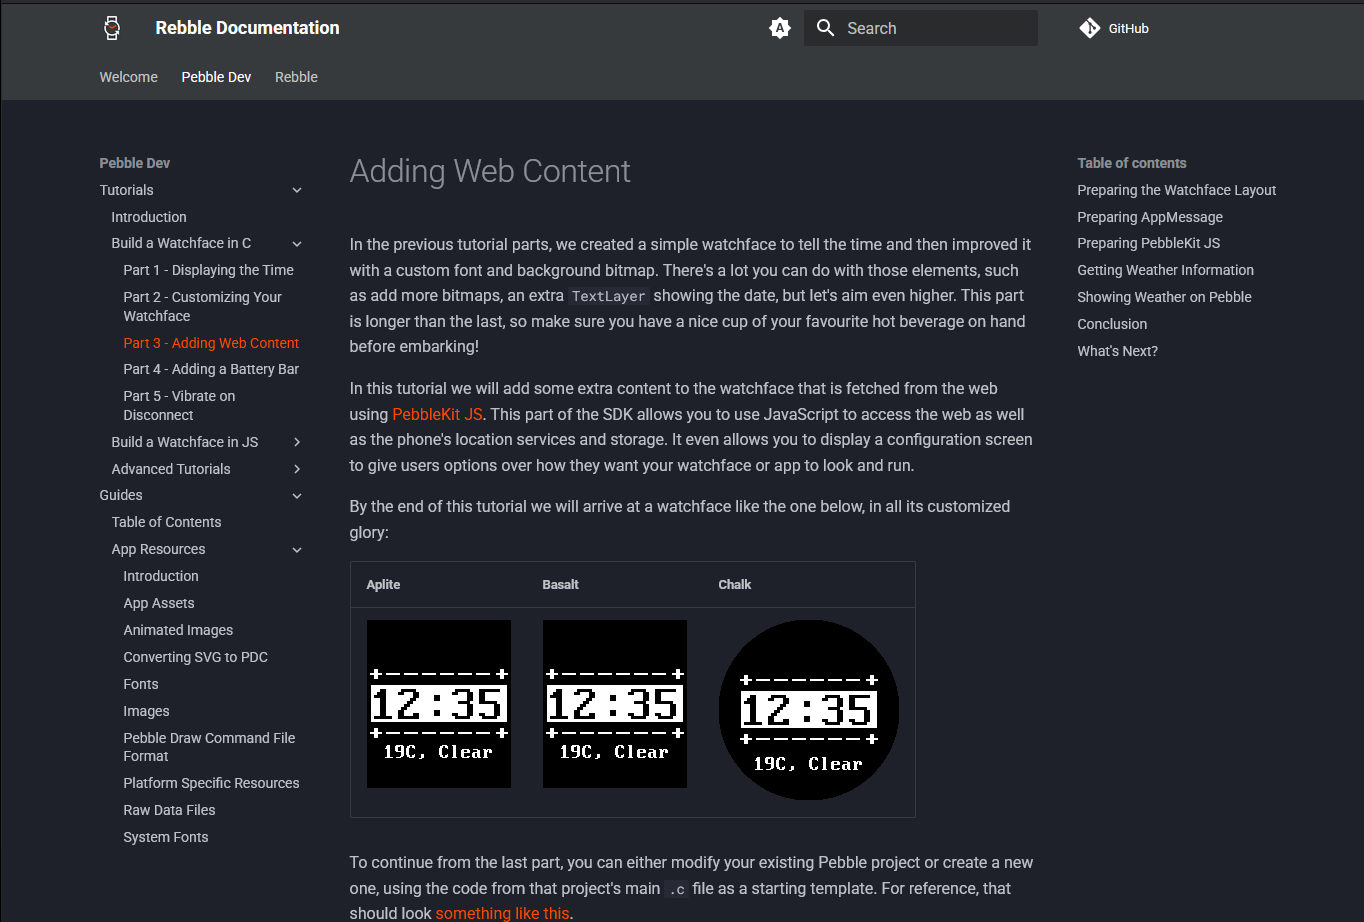 Rebble Documentation
A
Search
GitHub
Welcome
Pebble Dev
Rebble
Pebble Dev
Tutorials
Introduction
Build a Watchface in C
Part 1 - Displaying the Time
Part 2 - Customizing Your
Watchface
Part 3 - Adding Web Content
Part 4 - Adding a Battery Bar
Part 5 - Vibrate on
Disconnect
Build a Watchface in JS
Advanced Tutorials
Guides
Table of Contents
App Resources
Introduction
App Assets
Animated Images
Converting SVG to PDC
Fonts
Images
Pebble Draw Command File
Format
Platform Specific Resources
Raw Data Files
System Fonts
Adding Web Content
In the previous tutorial parts, we created a simple watchface to tell the time and then improved it
with a custom font and background bitmap. There's a lot you can do with those elements, such
as add more bitmaps, an extra TextLayer showing the date, but let's aim even higher. This part
is longer than the last, so make sure you have a nice cup of your favourite hot beverage on hand
before embarking!
In this tutorial we will add some extra content to the watchface that is fetched from the web
using PebbleKit JS. This part of the SDK allows you to use JavaScript to access the web as well
as the phone's location services and storage. It even allows you to display a configuration screen
to give users options over how they want your watchface or app to look and run.
By the end of this tutorial we will arrive at a watchface like the one below, in all its customized
glory:
Aplite
Basalt
Chalk
+-------+
12:35
+-------+
19C, Clear
+-------+
12:35
+-------+
19C, Clear
+-------+
12:35
+-------+
19C, Clear
To continue from the last part, you can either modify your existing Pebble project or create a new
one, using the code from that project's main .c file as a starting template. For reference, that
should look something like this.
Table of contents
Preparing the Watchface Layout
Preparing AppMessage
Preparing PebbleKit JS
Getting Weather Information
Showing Weather on Pebble
Conclusion
What's Next?